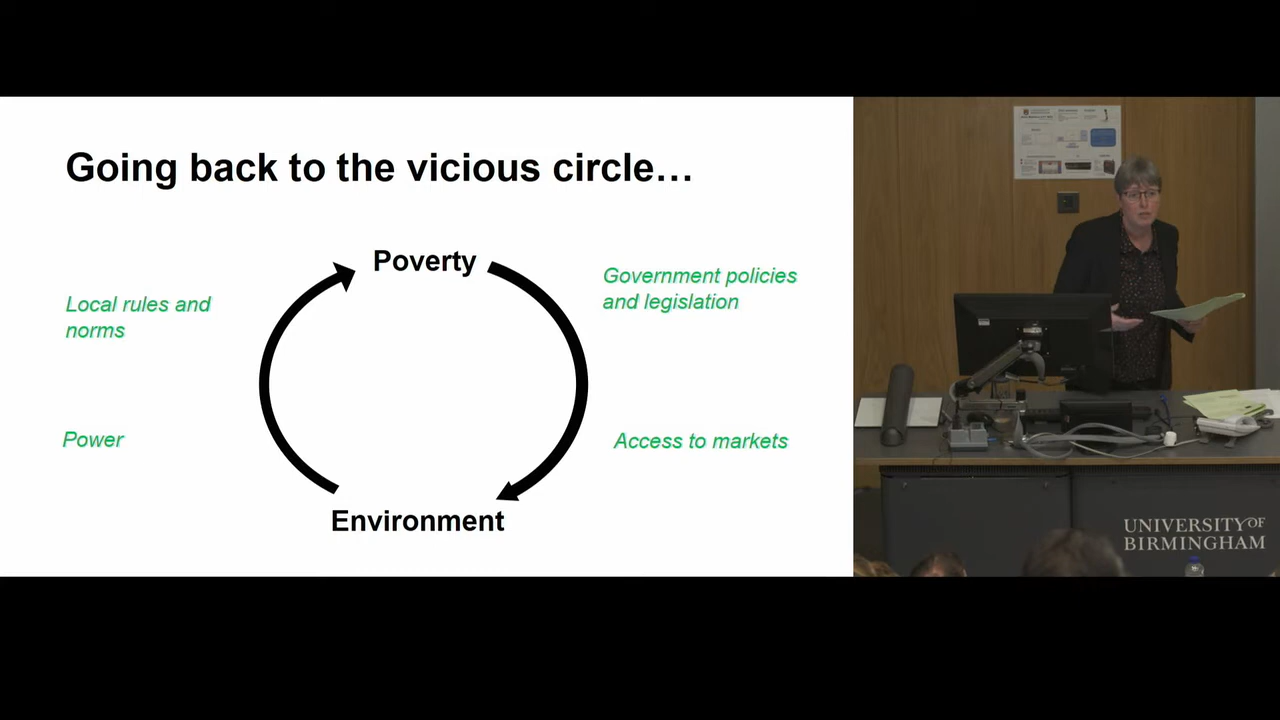 Going back to the vicious circle…
Poverty
Government policies
and legislation
Local rules and
norms
Power
Access to markets
Environment
UNIVERSITY OF
BIRMINGHAM